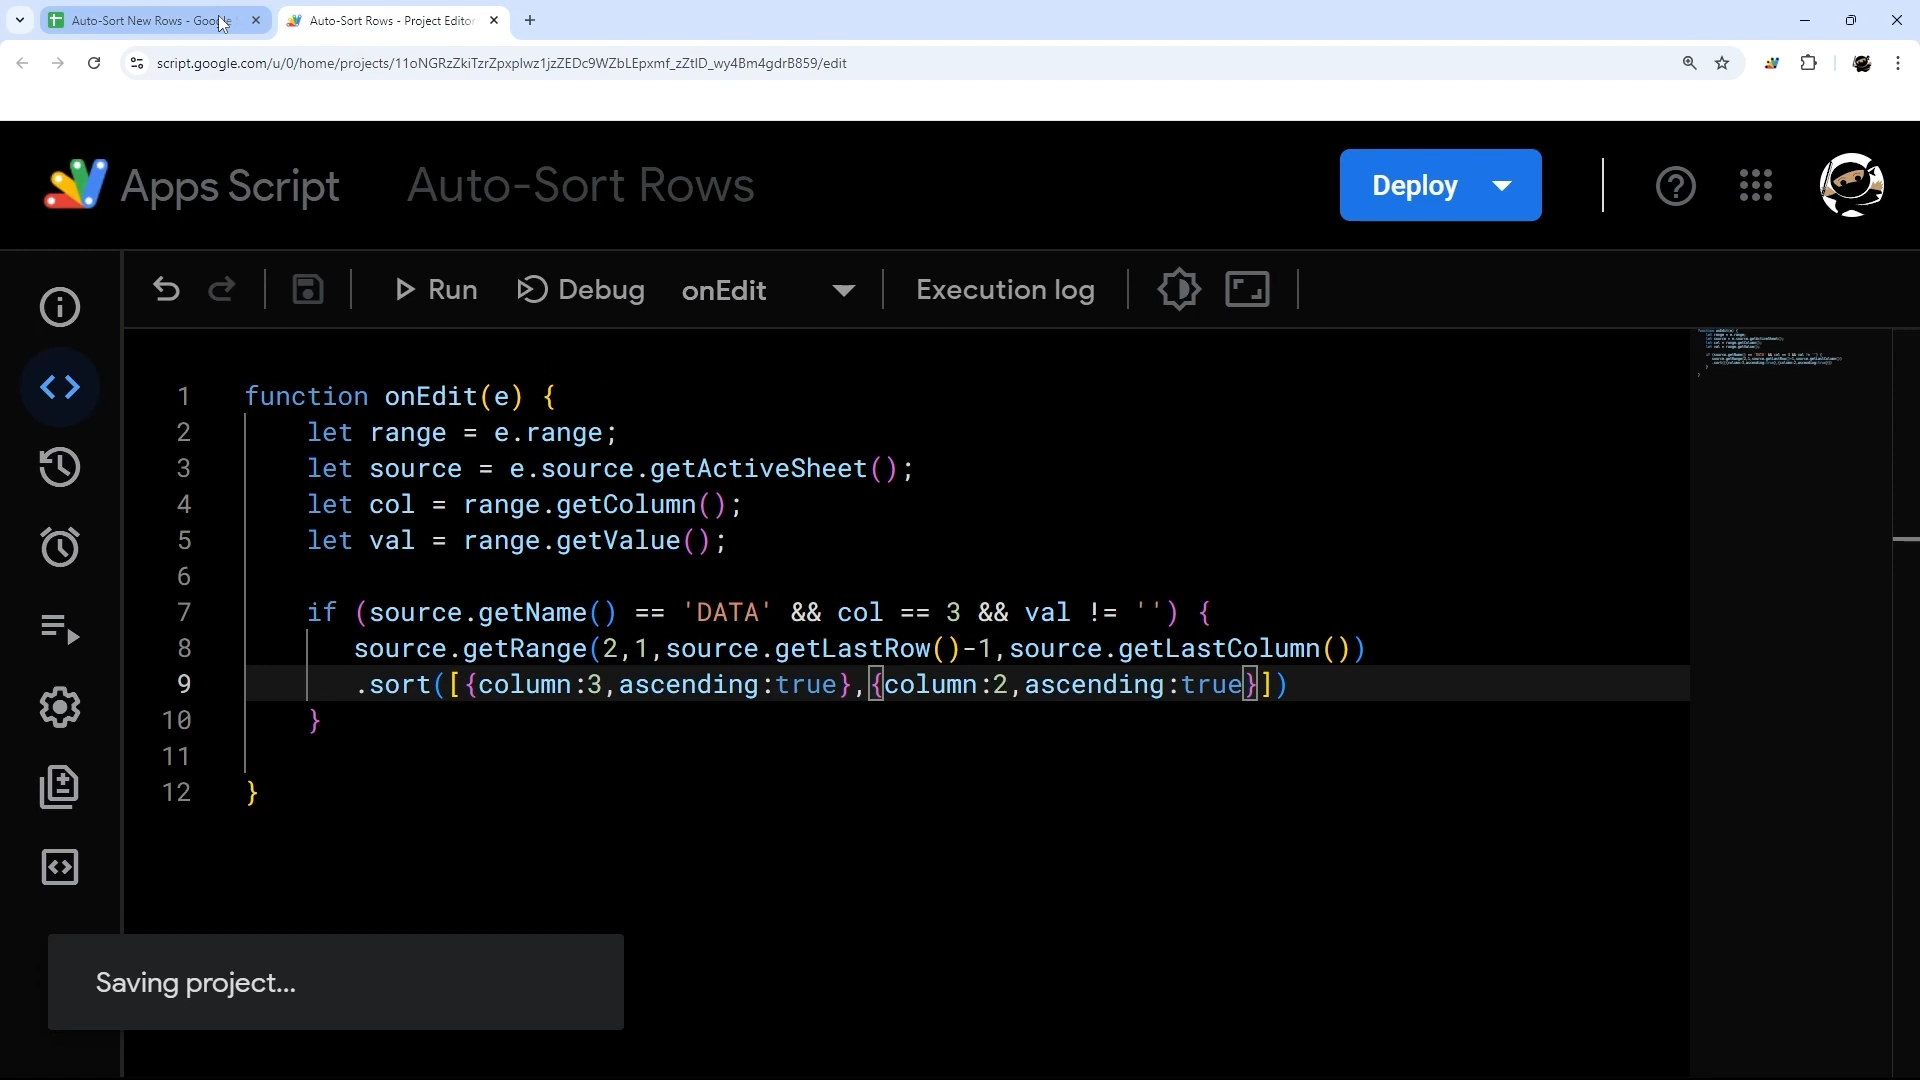 Auto-Sort New Rows - Google
Auto-Sort Rows - Project Editor
script.google.com/u/0/home/projects/11oNGRzZkiTzrZpxplwz1jzZEDc9WZbLEpxmf_zZtlD_wy4Bm4gdrB859/edit
Apps Script
Auto-Sort Rows
Deploy
Run
Debug
onEdit
Execution log
1 function onEdit(e) {
2 let range = e.range;
3 let source = e.source.getActiveSheet();
4 let col = range.getColumn();
5 let val = range.getValue();
6
7 if (source.getName() == 'DATA' && col == 3 && val != '') {
8 source.getRange(2,1,source.getLastRow()-1,source.getLastColumn())
9 .sort([{column:3,ascending:true},{column:2,ascending:true}])
10 }
11
12 }
Saving project...